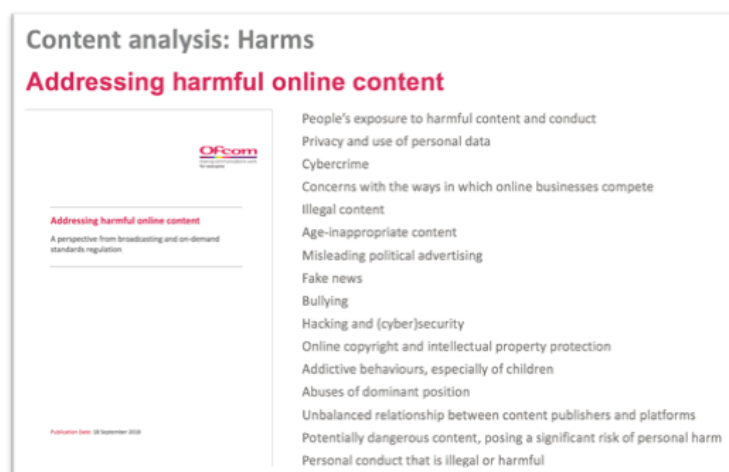 Content analysis: Harms
Addressing harmful online content
Ofcom
making communications work
for everyone
Addressing harmful online content
A perspective from broadcasting and on-demand
standards regulation
Publication Date: 18 September 2018
People's exposure to harmful content and conduct
Privacy and use of personal data
Cybercrime
Concerns with the ways in which online businesses compete
Illegal content
Age-inappropriate content
Misleading political advertising
Fake news
Bullying
Hacking and (cyber)security
Online copyright and intellectual property protection
Addictive behaviours, especially of children
Abuses of dominant position
Unbalanced relationship between content publishers and platforms
Potentially dangerous content, posing a significant risk of personal harm
Personal conduct that is illegal or harmful